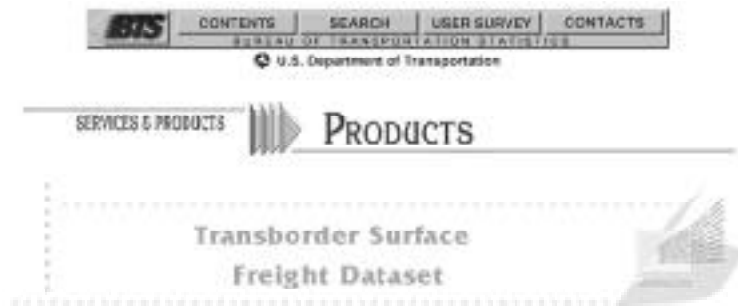 BTS CONTENTS SEARCH USER SURVEY CONTACTS
BUREAU OF TRANSPORTATION STATISTICS
U.S. Department of Transportation
SERVICES & PRODUCTS PRODUCTS
Transborder Surface
Freight Dataset